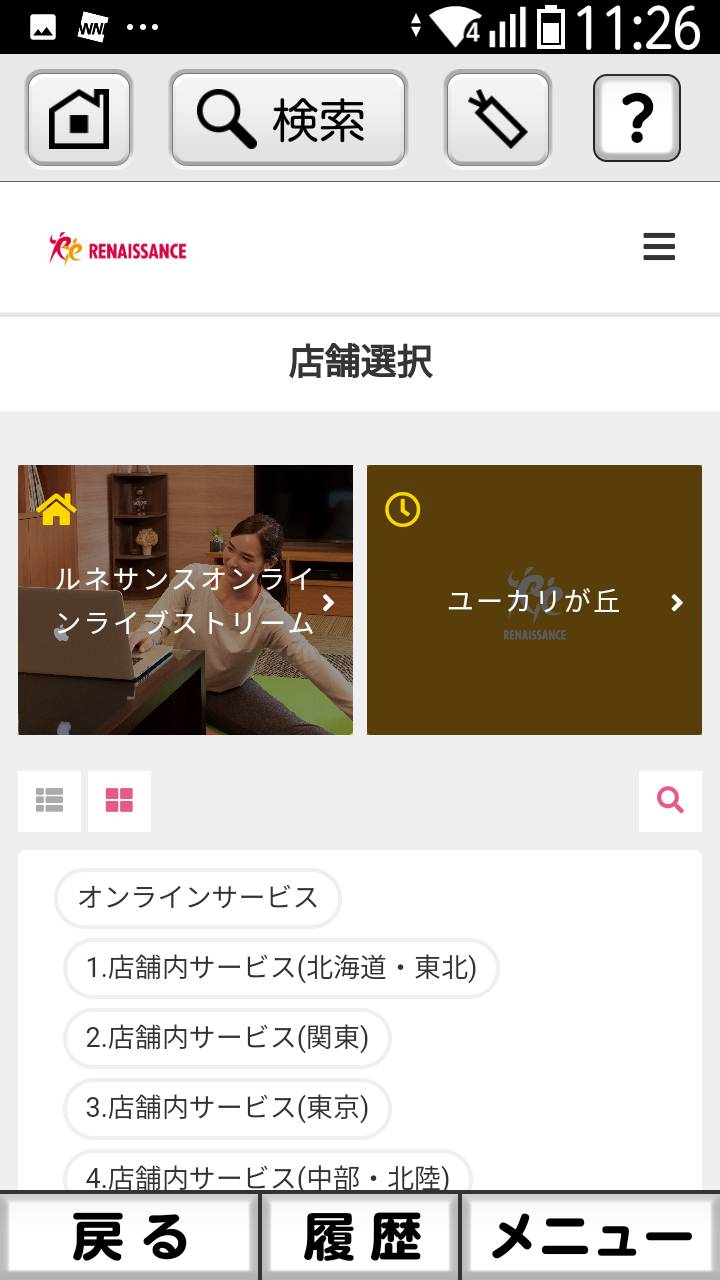 11:26
4
検索
?
RENAISSANCE
店舗選択
ルネサンスオンライ
ンライブストリーム
ユーカリが丘
RENAISSANCE
オンラインサービス
1.店舗内サービス(北海道・東北)
2.店舗内サービス(関東)
3.店舗内サービス(東京)
4.店舗内サービス(中部・北陸)
戻る
履歴
メニュー